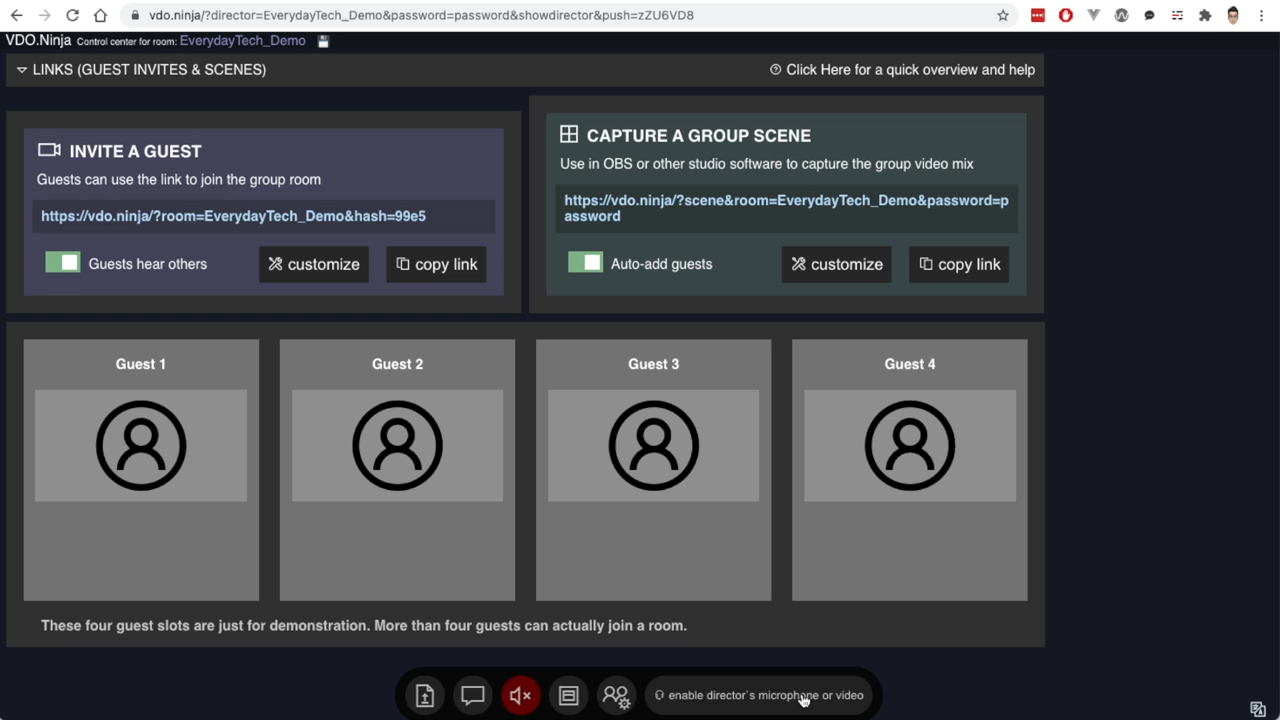 vdo.ninja/?director=EverydayTech_Demo&password=password&showdirector&push=zZU6VD8
VDO.Ninja Control center for room: EverydayTech_Demo
LINKS (GUEST INVITES & SCENES)
Click Here for a quick overview and help
INVITE A GUEST
Guests can use the link to join the group room
https://vdo.ninja/?room=EverydayTech_Demo&hash=99e5
Guests hear others
customize
copy link
CAPTURE A GROUP SCENE
Use in OBS or other studio software to capture the group video mix
https://vdo.ninja/?scene&room=EverydayTech_Demo&password=p
assword
Auto-add guests
customize
copy link
Guest 1
Guest 2
Guest 3
Guest 4
These four guest slots are just for demonstration. More than four guests can actually join a room.
enable director`s microphone or video